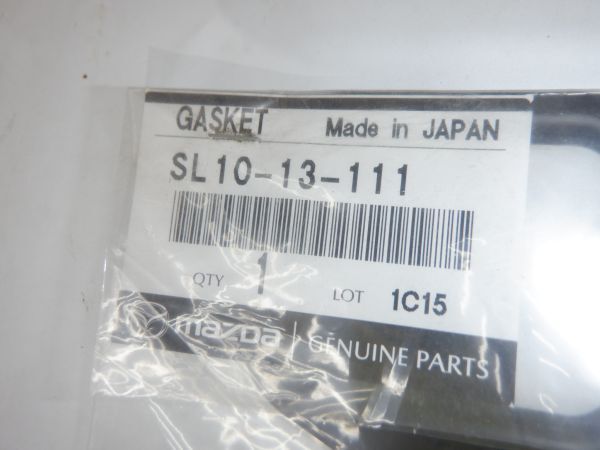 GASKET Made in JAPAN
SL10-13-111
QTY 1 LOT 1C15
mazda GENUINE PARTS